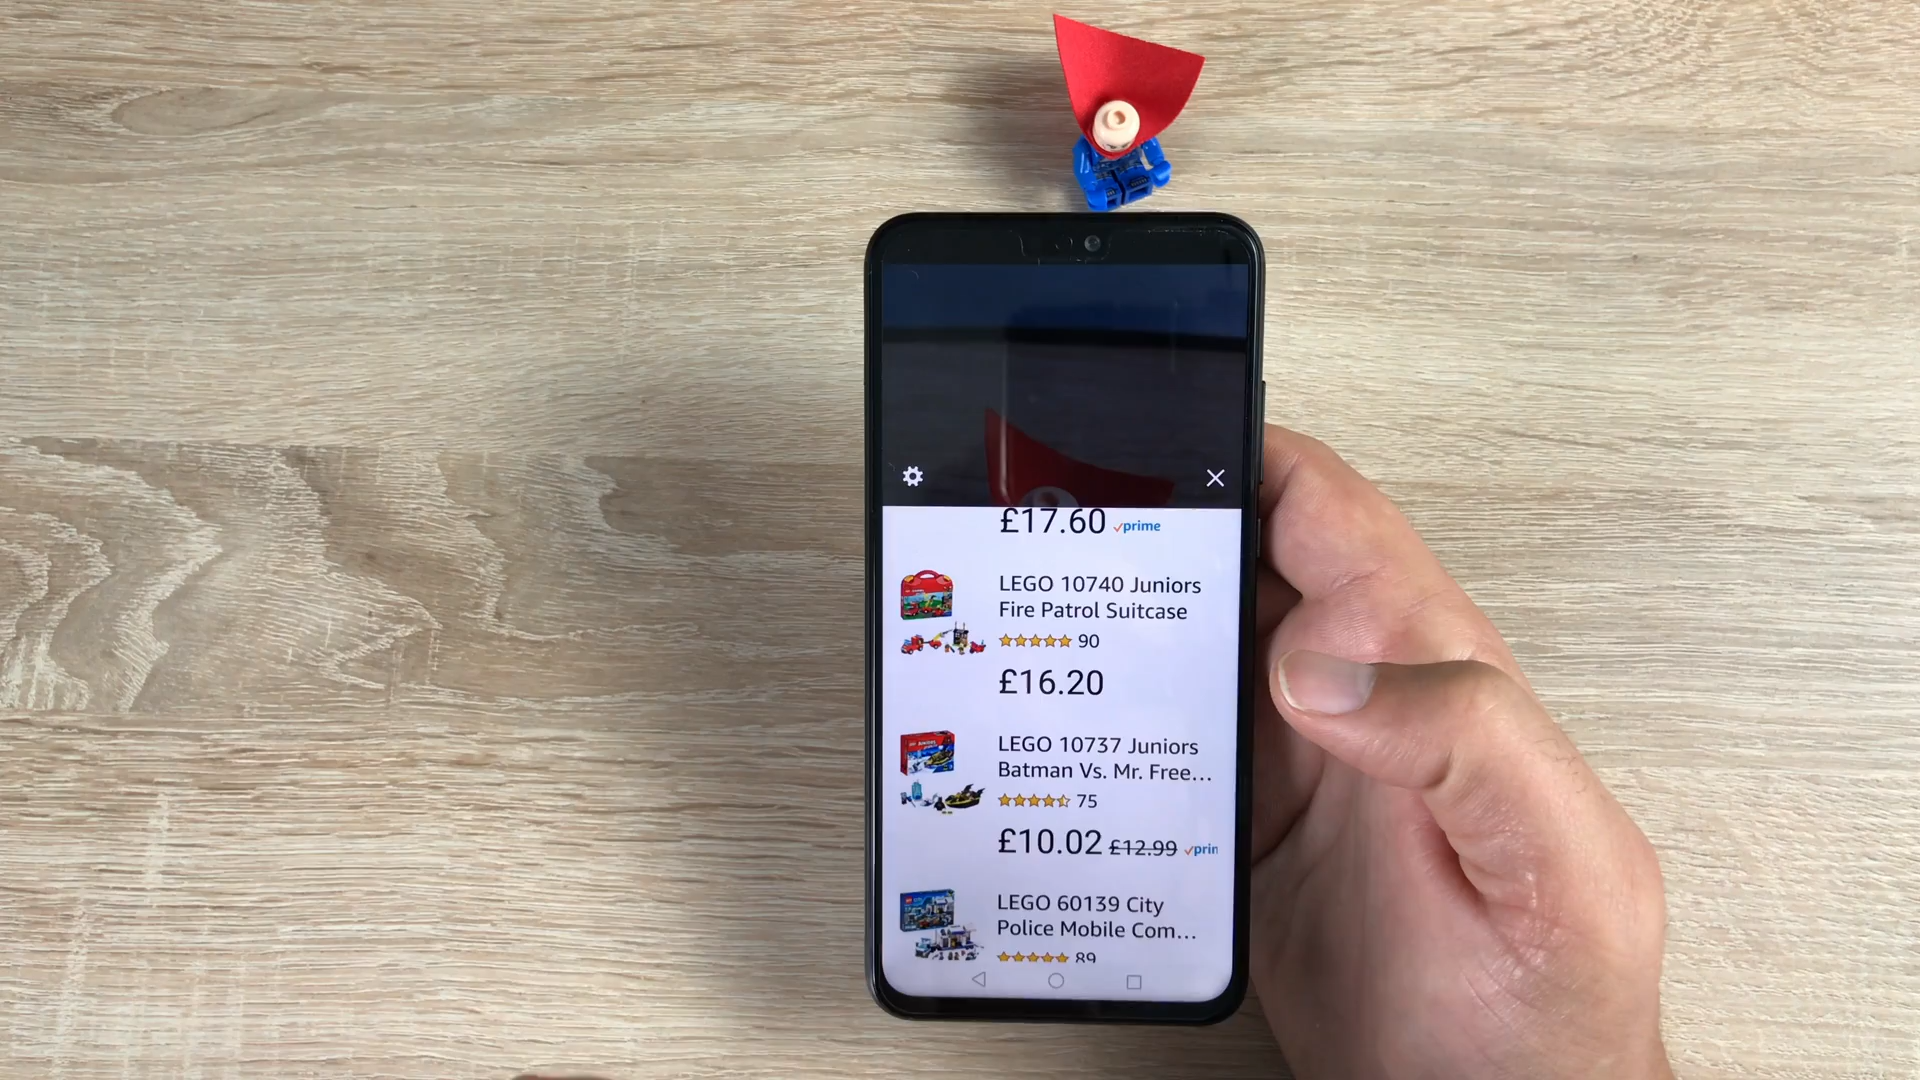 £17.60 prime
LEGO 10740 Juniors
Fire Patrol Suitcase
90
£16.20
LEGO 10737 Juniors
Batman Vs. Mr. Free...
75
£10.02 £12.99 prin
LEGO 60139 City
Police Mobile Com...
89